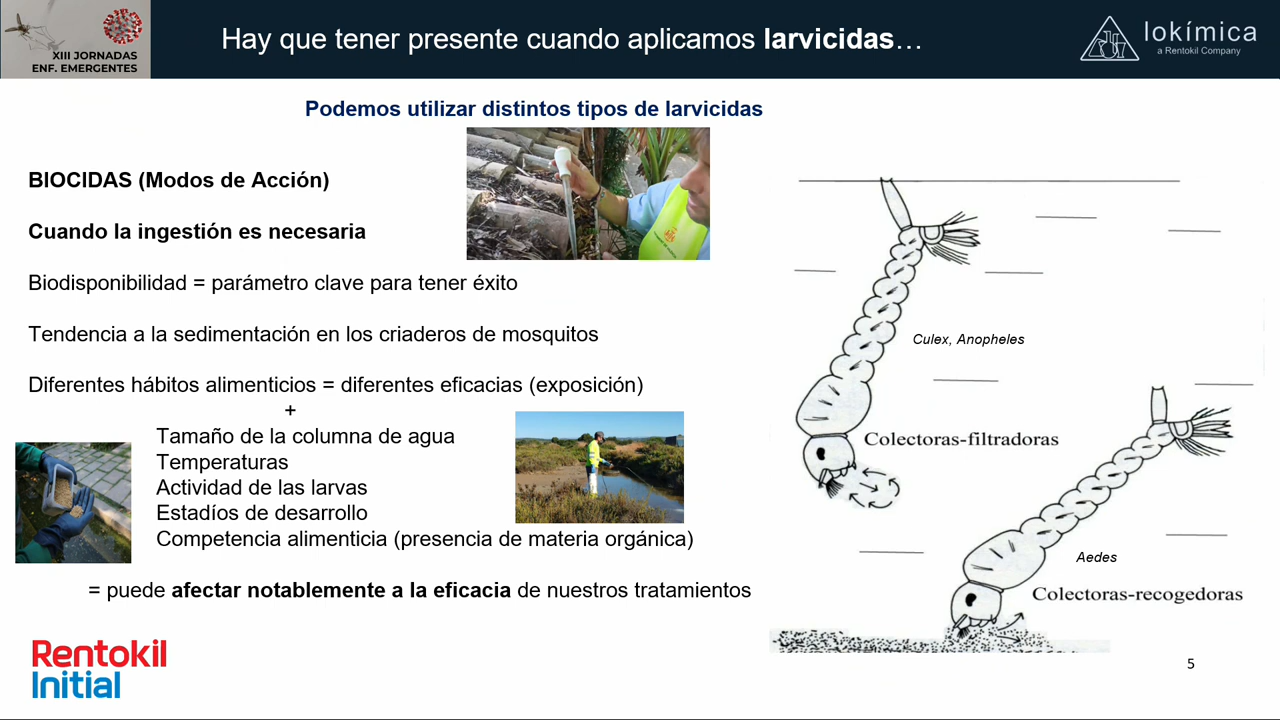 XIII JORNADAS
ENF. EMERGENTES
Hay que tener presente cuando aplicamos larvicidas…
lokímica
a Rentokil Company
Podemos utilizar distintos tipos de larvicidas
BIOCIDAS (Modos de Acción)
Cuando la ingestión es necesaria
Biodisponibilidad = parámetro clave para tener éxito
Tendencia a la sedimentación en los criaderos de mosquitos
Diferentes hábitos alimenticios = diferentes eficacias (exposición)
+
Tamaño de la columna de agua
Temperaturas
Actividad de las larvas
Estadíos de desarrollo
Competencia alimenticia (presencia de materia orgánica)
= puede afectar notablemente a la eficacia de nuestros tratamientos
Culex, Anopheles
Colectoras-filtradoras
Aedes
Colectoras-recogedoras
Rentokil
Initial
5